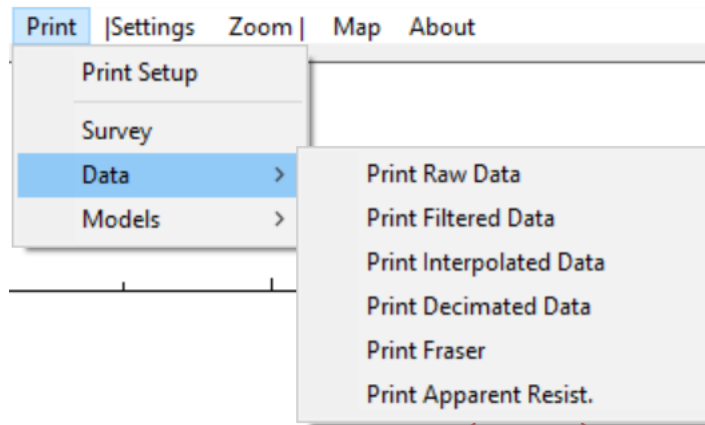 Print |Settings Zoom | Map About
Print Setup
Survey
Data >
Models >
Print Raw Data
Print Filtered Data
Print Interpolated Data
Print Decimated Data
Print Fraser
Print Apparent Resist.